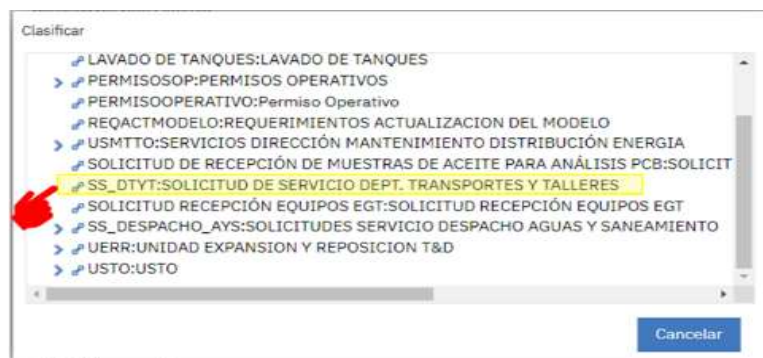 Clasificar
LAVADO DE TANQUES:LAVADO DE TANQUES
PERMISOSOP:PERMISOS OPERATIVOS
PERMISOOPERATIVO:Permiso Operativo
REQACTMODELO:REQUERIMIENTOS ACTUALIZACION DEL MODELO
USMTTO:SERVICIOS DIRECCIÓN MANTENIMIENTO DISTRIBUCIÓN ENERGIA
SOLICITUD DE RECEPCIÓN DE MUESTRAS DE ACEITE PARA ANÁLISIS PCB:SOLICIT
SS_DTYT:SOLICITUD DE SERVICIO DEPT. TRANSPORTES Y TALLERES
SOLICITUD RECEPCIÓN EQUIPOS EGT:SOLICITUD RECEPCIÓN EQUIPOS EGT
SS_DESPACHO_AYS:SOLICITUDES SERVICIO DESPACHO AGUAS Y SANEAMIENTO
UERR:UNIDAD EXPANSION Y REPOSICION T&D
USTO:USTO
Cancelar